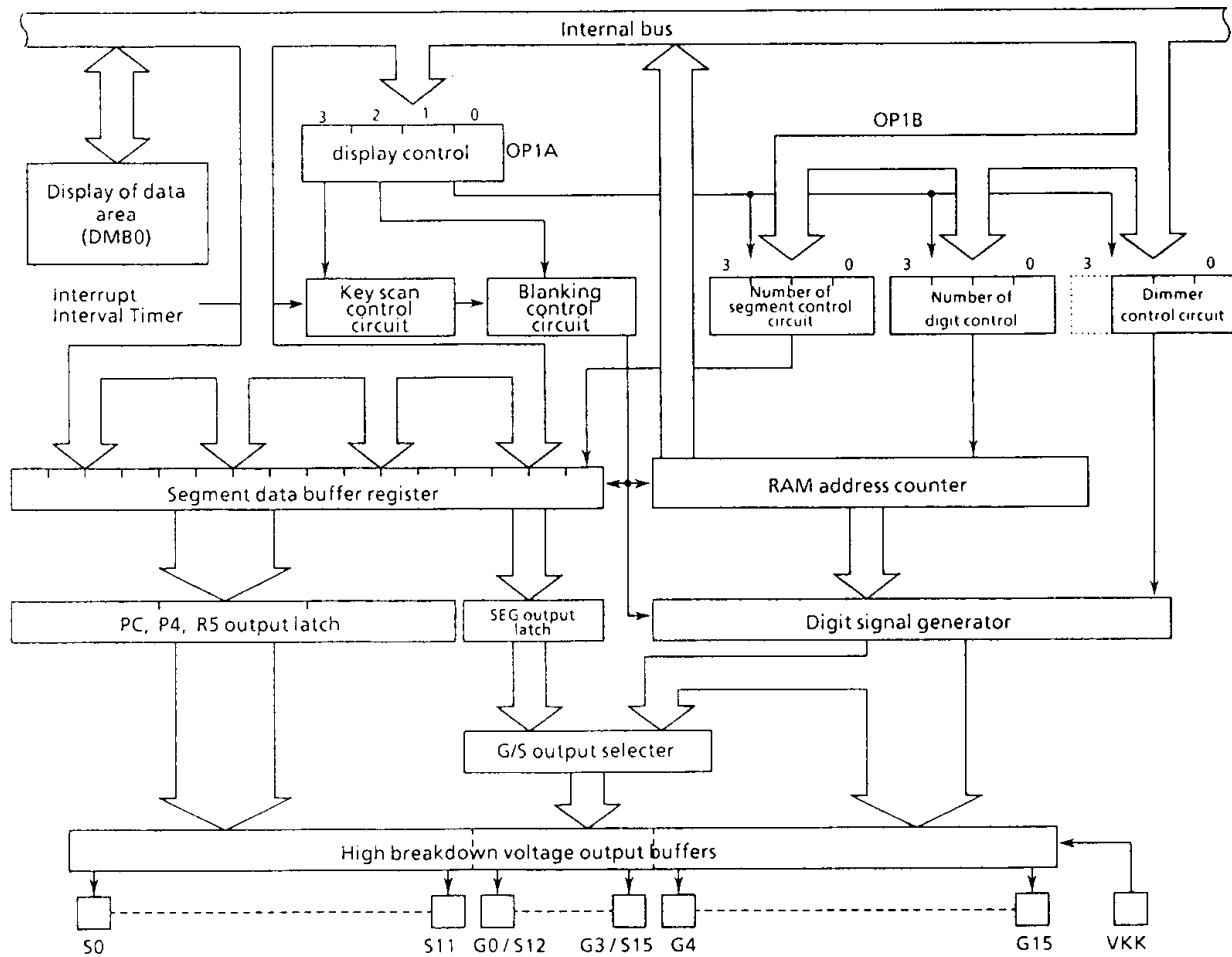 Internal bus
3 2 1 0
display control
OP1A
OP1B
Display of data
area
(DMB0)
Interrupt
Interval Timer
Key scan
control
circuit
Blanking
control
circuit
3 0
Number of
segment control
circuit
3 0
Number of
digit control
3 0
Dimmer
control circuit
Segment data buffer register
RAM address counter
PC, P4, R5 output latch
SEG output
latch
Digit signal generator
G/S output selecter
High breakdown voltage output buffers
S0
S11
G0 / S12
G3 / S15
G4
G15
VKK